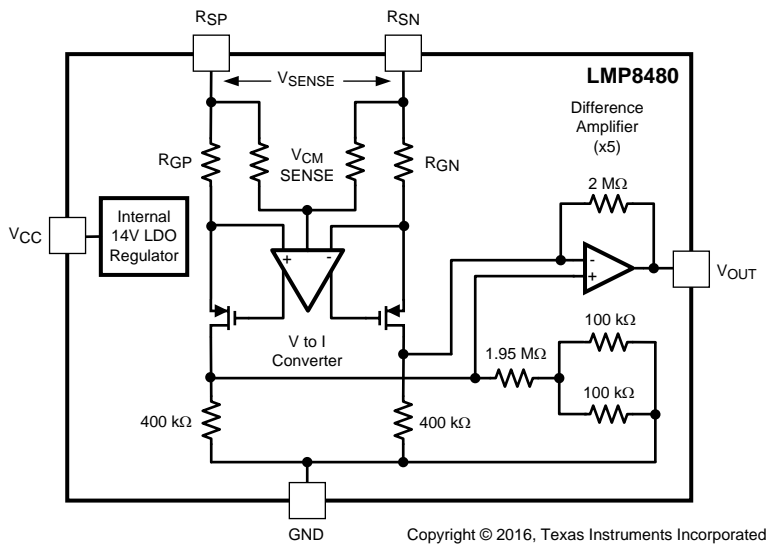 RSP
RSN
VSENSE
LMP8480
Difference
Amplifier
(x5)
RGP
VCM
SENSE
RGN
2 MΩ
VCC
Internal
14V LDO
Regulator
+
-
-
+
VOUT
V to I
Converter
1.95 MΩ
100 kΩ
100 kΩ
400 kΩ
400 kΩ
GND
Copyright © 2016, Texas Instruments Incorporated